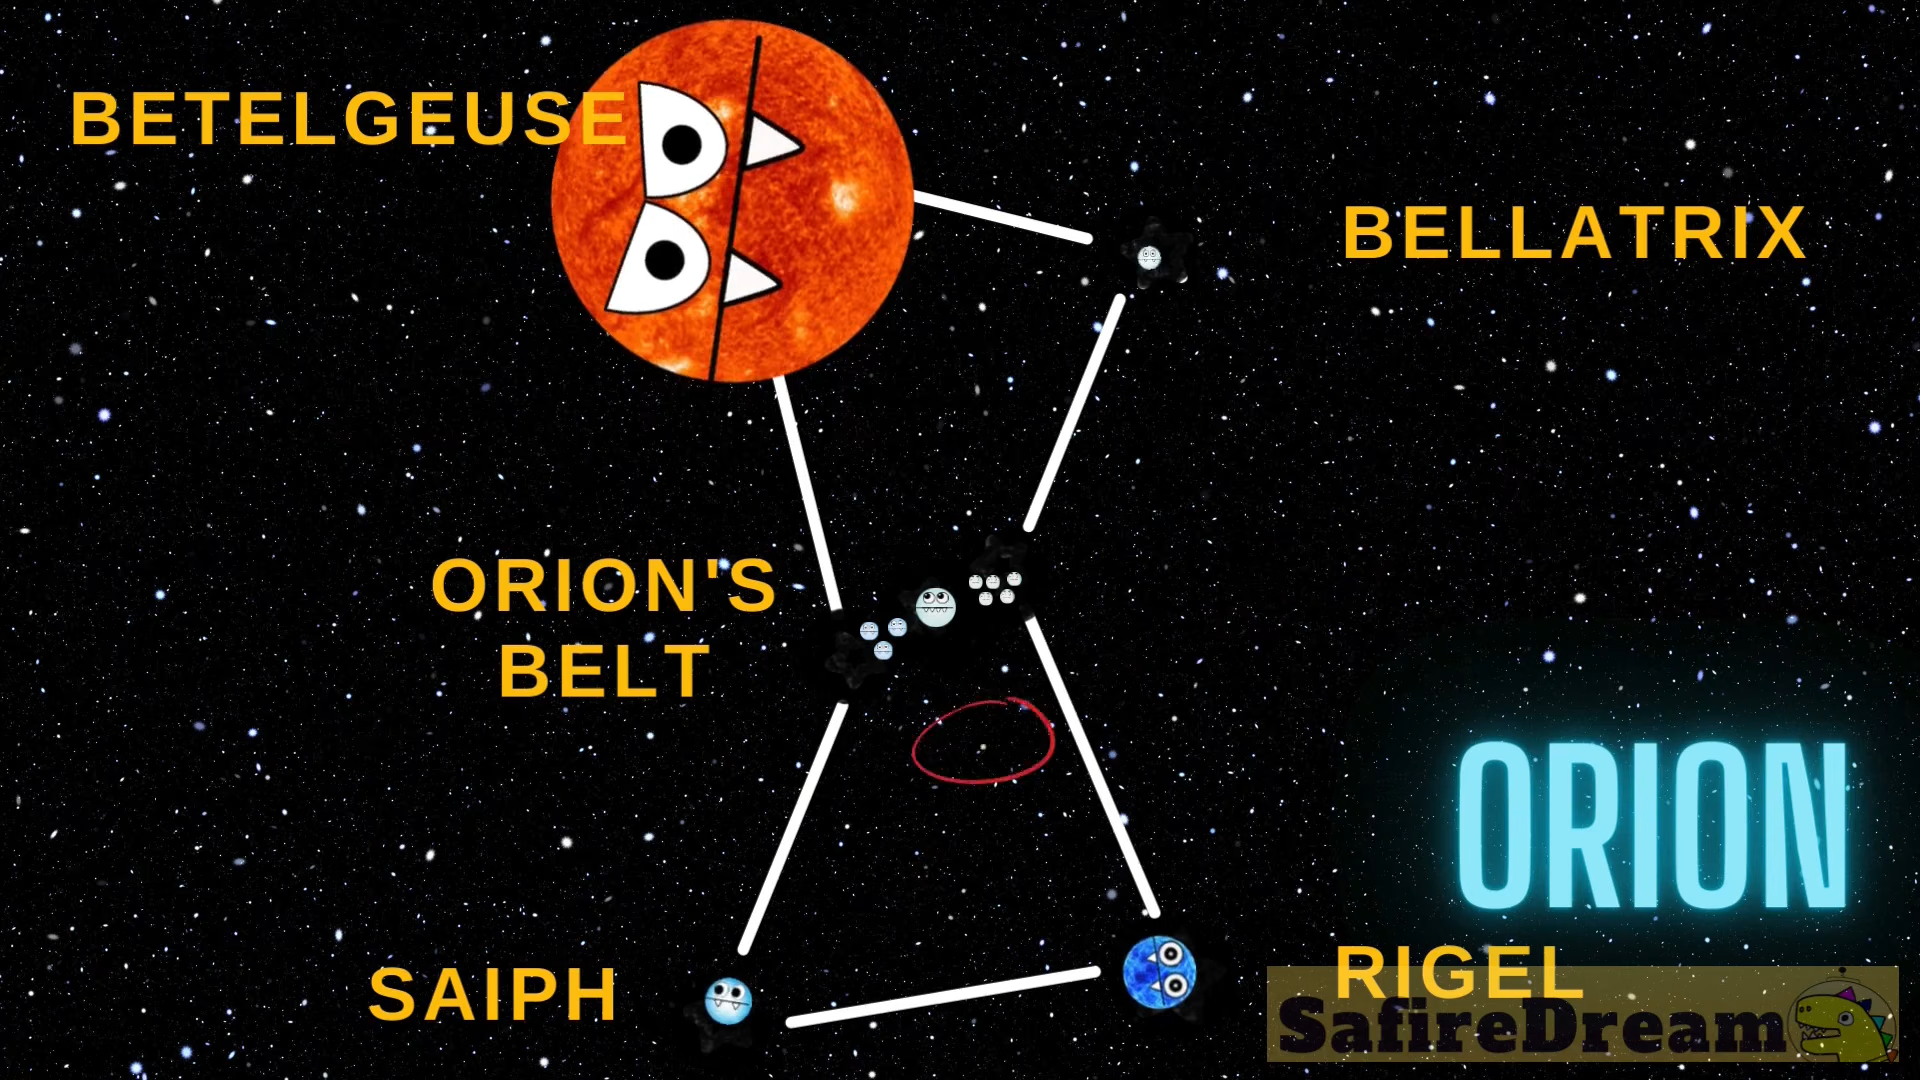 BETELGEUSE
BELLATRIX
ORION'S
BELT
ORION
RIGEL
SAIPH
SafireDream